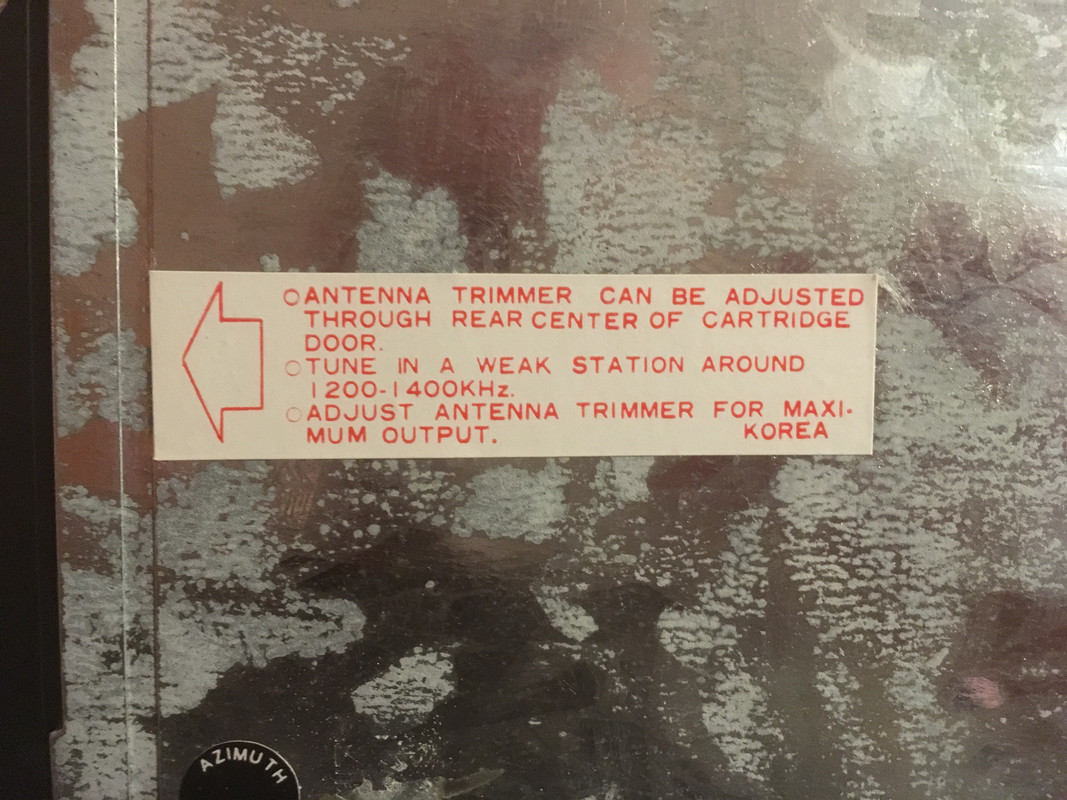 ○ANTENNA TRIMMER CAN BE ADJUSTED
THROUGH REAR CENTER OF CARTRIDGE
DOOR.
○TUNE IN A WEAK STATION AROUND
1200-1400KHz.
○ADJUST ANTENNA TRIMMER FOR MAXI-
MUM OUTPUT. KOREA
AZIMUTH